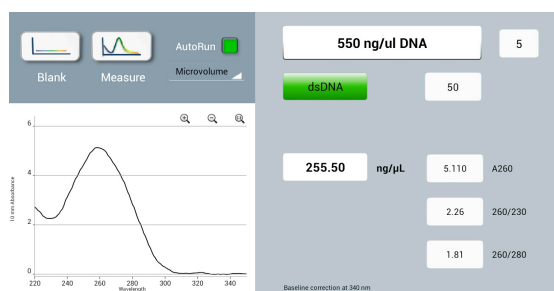 Blank
Measure
AutoRun
Microvolume
550 ng/ul DNA
5
dsDNA
50
255.50 ng/µL
5.110 A260
2.26 260/230
1.81 260/280
Baseline correction at 340 nm
10 mm Absorbance
6
4
2
0
220 240 260 280 300 320 340
Wavelength